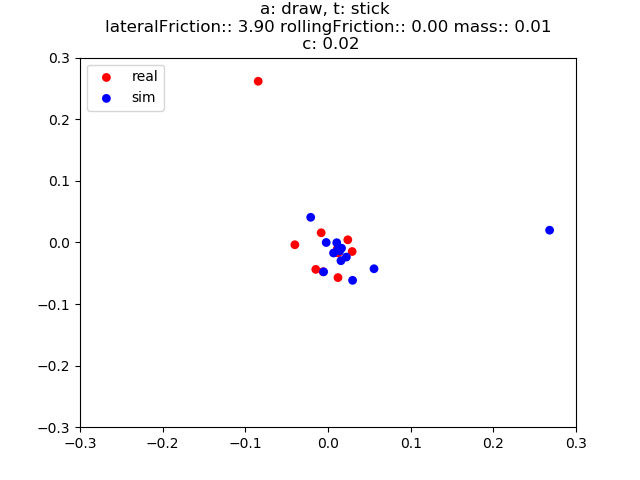 a: draw, t: stick
lateralFriction:: 3.90 rollingFriction:: 0.00 mass:: 0.01
c: 0.02
real
sim
0.3
0.2
0.1
0.0
−0.1
−0.2
−0.3
−0.3 −0.2 −0.1 0.0 0.1 0.2 0.3